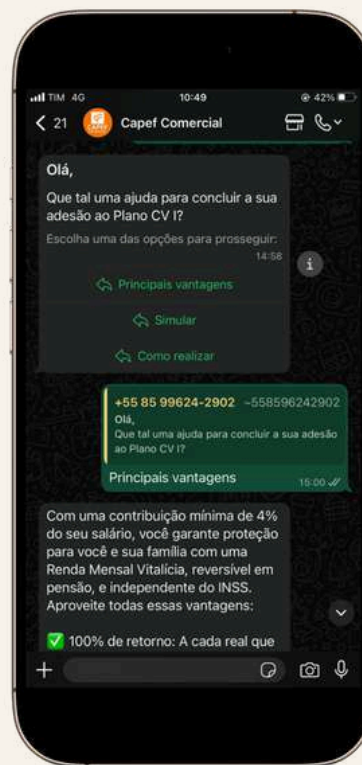 TIM 4G 10:49 42%
21 CAPEF Capef Comercial
Olá,
Que tal uma ajuda para concluir a sua
adesão ao Plano CV I?
Escolha uma das opções para prosseguir:
14:58
Principais vantagens
Simular
Como realizar
+55 85 99624-2902 ~558596242902
Olá,
Que tal uma ajuda para concluir a sua adesão
ao Plano CV I?
Principais vantagens 15:00
Com uma contribuição mínima de 4%
do seu salário, você garante proteção
para você e sua família com uma
Renda Mensal Vitalícia, reversível em
pensão, e independente do INSS.
Aproveite todas essas vantagens:
✅ 100% de retorno: A cada real que